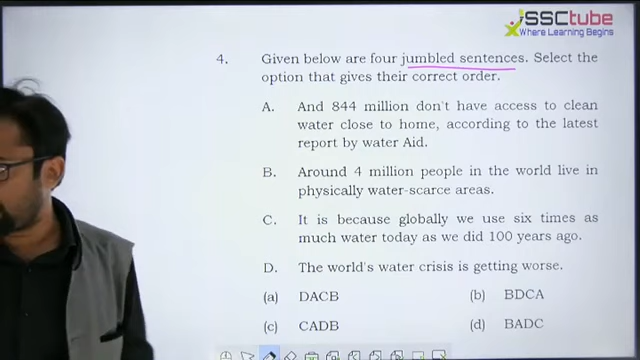 SSCtube
Where Learning Begins
4. Given below are four jumbled sentences. Select the
option that gives their correct order.
A. And 844 million don't have access to clean
water close to home, according to the latest
report by water Aid.
B. Around 4 million people in the world live in
physically water-scarce areas.
C. It is because globally we use six times as
much water today as we did 100 years ago.
D. The world's water crisis is getting worse.
(a) DACB (b) BDCA
(c) CADB (d) BADC